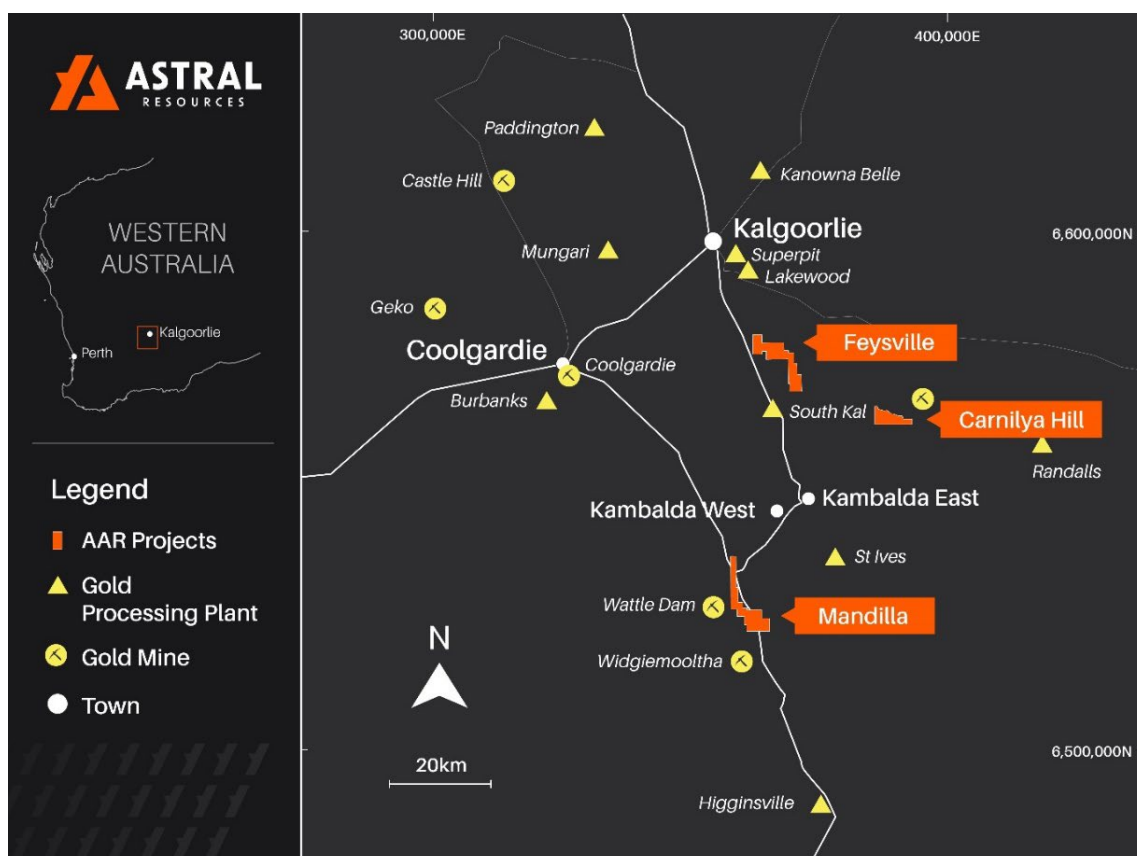 ASTRAL
RESOURCES
WESTERN
AUSTRALIA
Kalgoorlie
Perth
Legend
AAR Projects
Gold
Processing Plant
Gold Mine
Town
300,000E
400,000E
Paddington
Castle Hill
Kanowna Belle
Kalgoorlie
6,600,000N
Mungari
Superpit
Lakewood
Geko
Feysville
Coolgardie
Coolgardie
Burbanks
South Kal
Carnilya Hill
Randalls
Kambalda East
Kambalda West
St Ives
Wattle Dam
Mandilla
N
Widgiemooltha
6,500,000N
20km
Higginsville